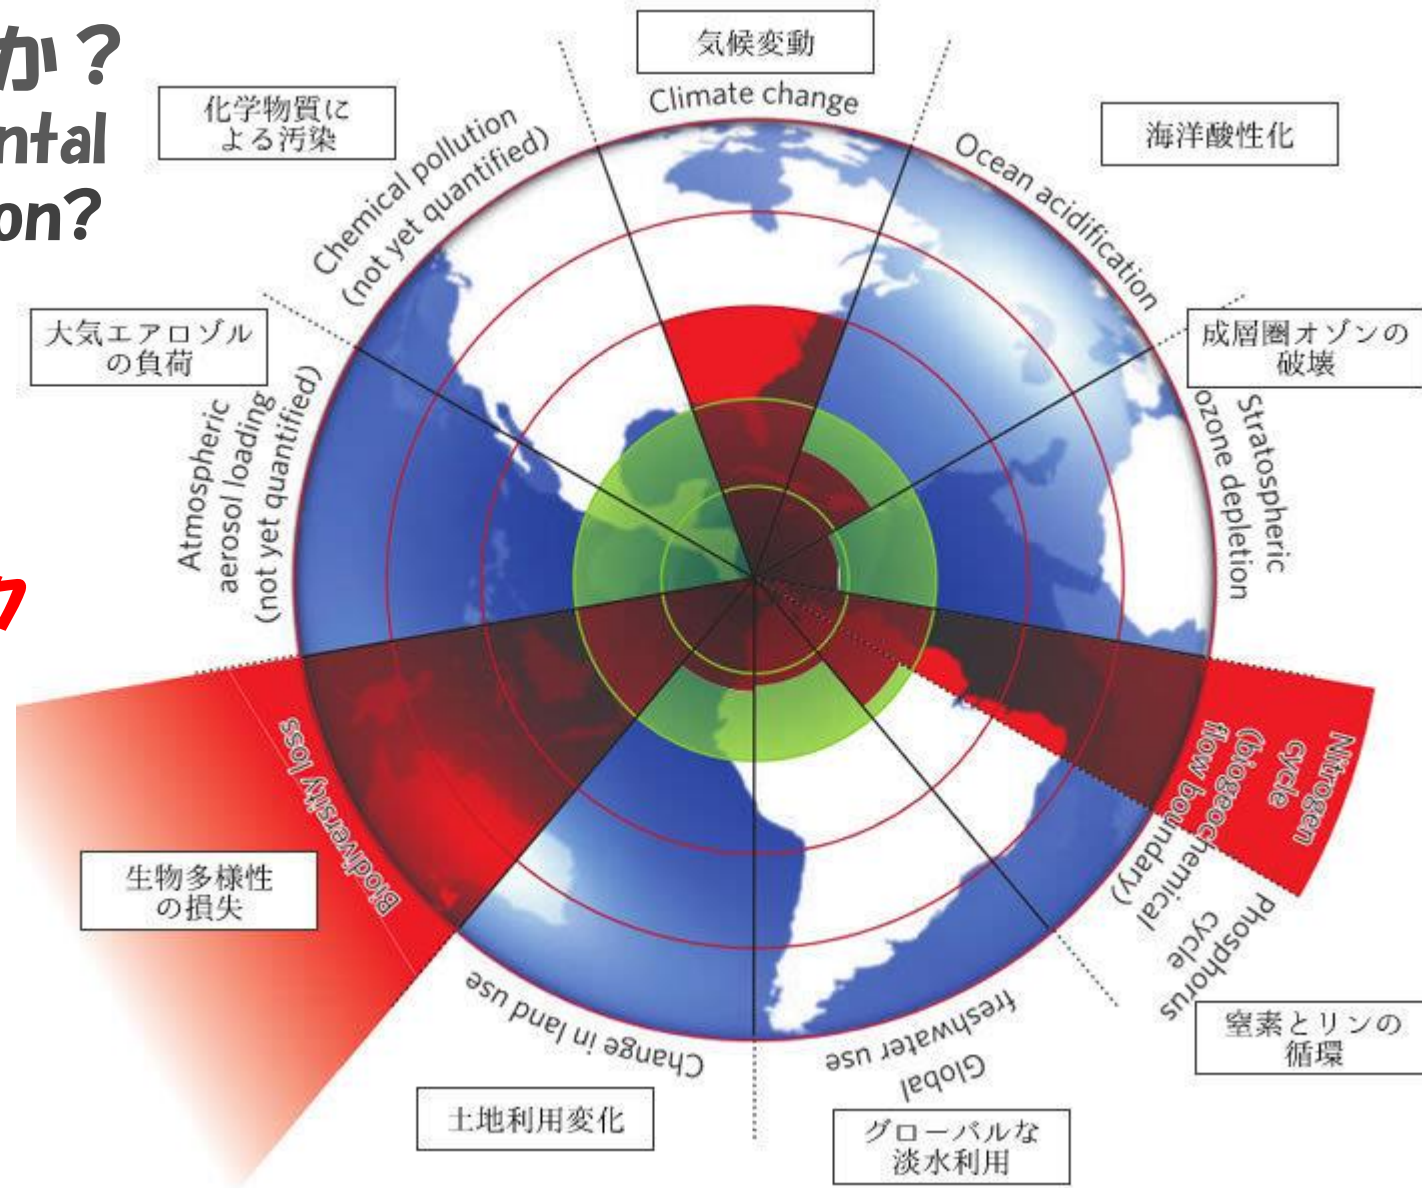 か？
ntal
on?
ク
気候変動
Climate change
海洋酸性化
Ocean acidification
成層圏オゾンの
破壊
Stratospheric
ozone depletion
Nitrogen
cycle
(biogeochemical
flow boundary)
Phosphorus
cycle
窒素とリンの
循環
Global
freshwater use
グローバルな
淡水利用
Change in land use
土地利用変化
Biodiversity loss
生物多様性
の損失
大気エアロゾル
の負荷
Atmospheric
aerosol loading
(not yet quantified)
化学物質に
よる汚染
Chemical pollution
(not yet quantified)